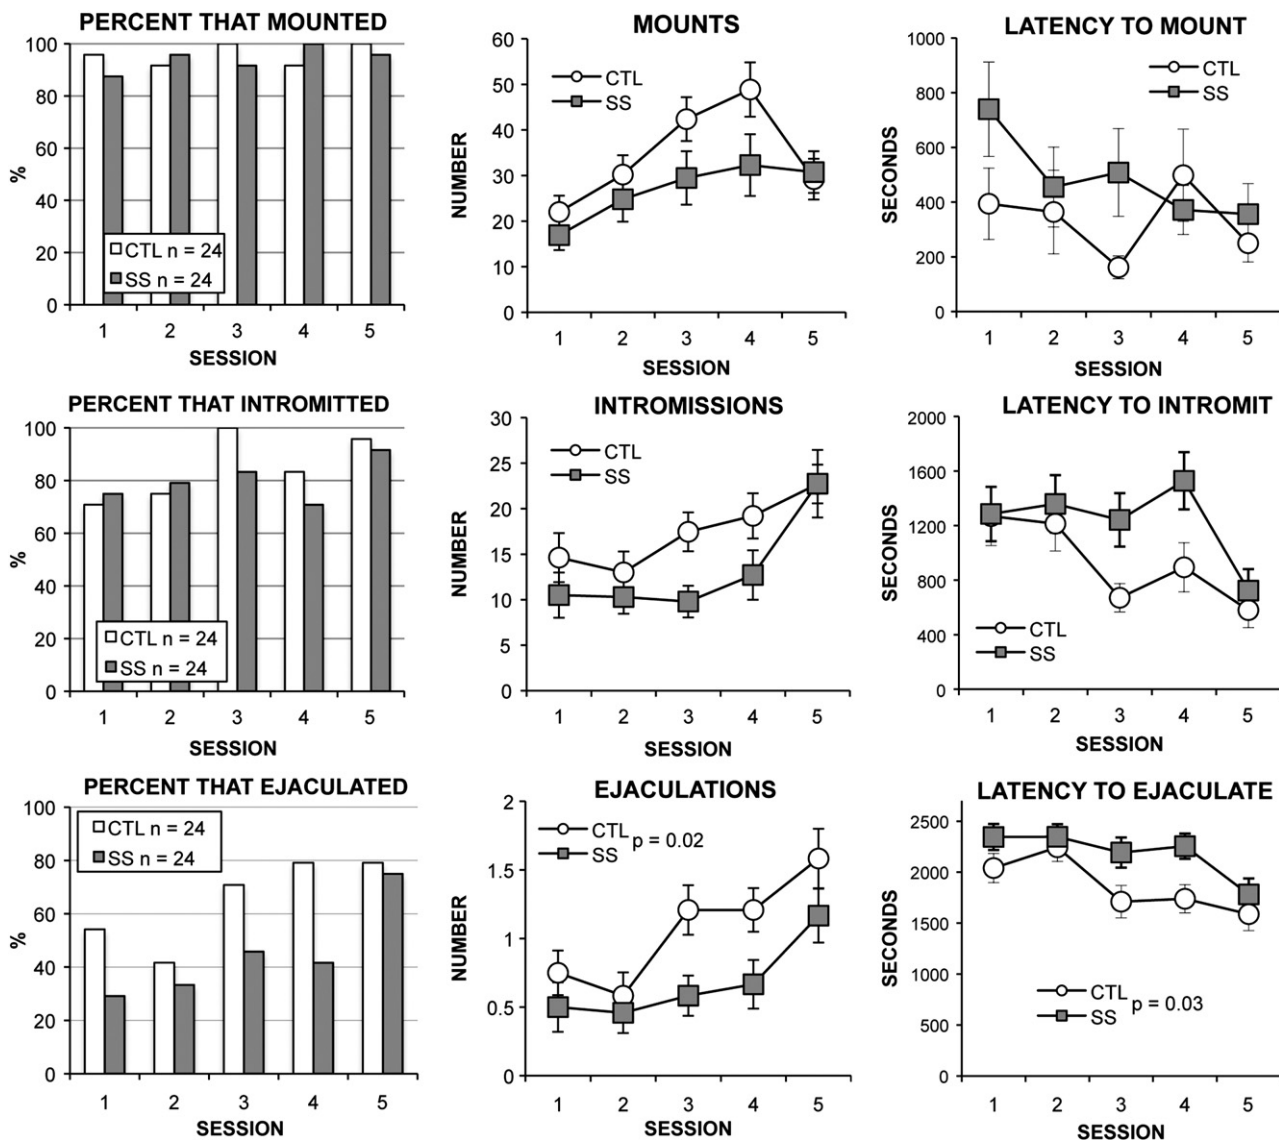 PERCENT THAT MOUNTED
100
80
60
40
20
0
%
CTL n = 24
SS n = 24
1 2 3 4 5
SESSION
MOUNTS
60
50
40
30
20
10
0
NUMBER
CTL
SS
1 2 3 4 5
SESSION
LATENCY TO MOUNT
1000
800
600
400
200
0
SECONDS
CTL
SS
1 2 3 4 5
SESSION
PERCENT THAT INTROMITTED
100
80
60
40
20
0
%
CTL n = 24
SS n = 24
1 2 3 4 5
SESSION
INTROMISSIONS
30
25
20
15
10
5
0
NUMBER
CTL
SS
1 2 3 4 5
SESSION
LATENCY TO INTROMIT
2000
1600
1200
800
400
0
SECONDS
CTL
SS
1 2 3 4 5
SESSION
PERCENT THAT EJACULATED
100
80
60
40
20
0
%
CTL n = 24
SS n = 24
1 2 3 4 5
SESSION
EJACULATIONS
2
1.5
1
0.5
0
NUMBER
CTL
p = 0.02
SS
1 2 3 4 5
SESSION
LATENCY TO EJACULATE
2500
2000
1500
1000
500
0
SECONDS
CTL
p = 0.03
SS
1 2 3 4 5
SESSION